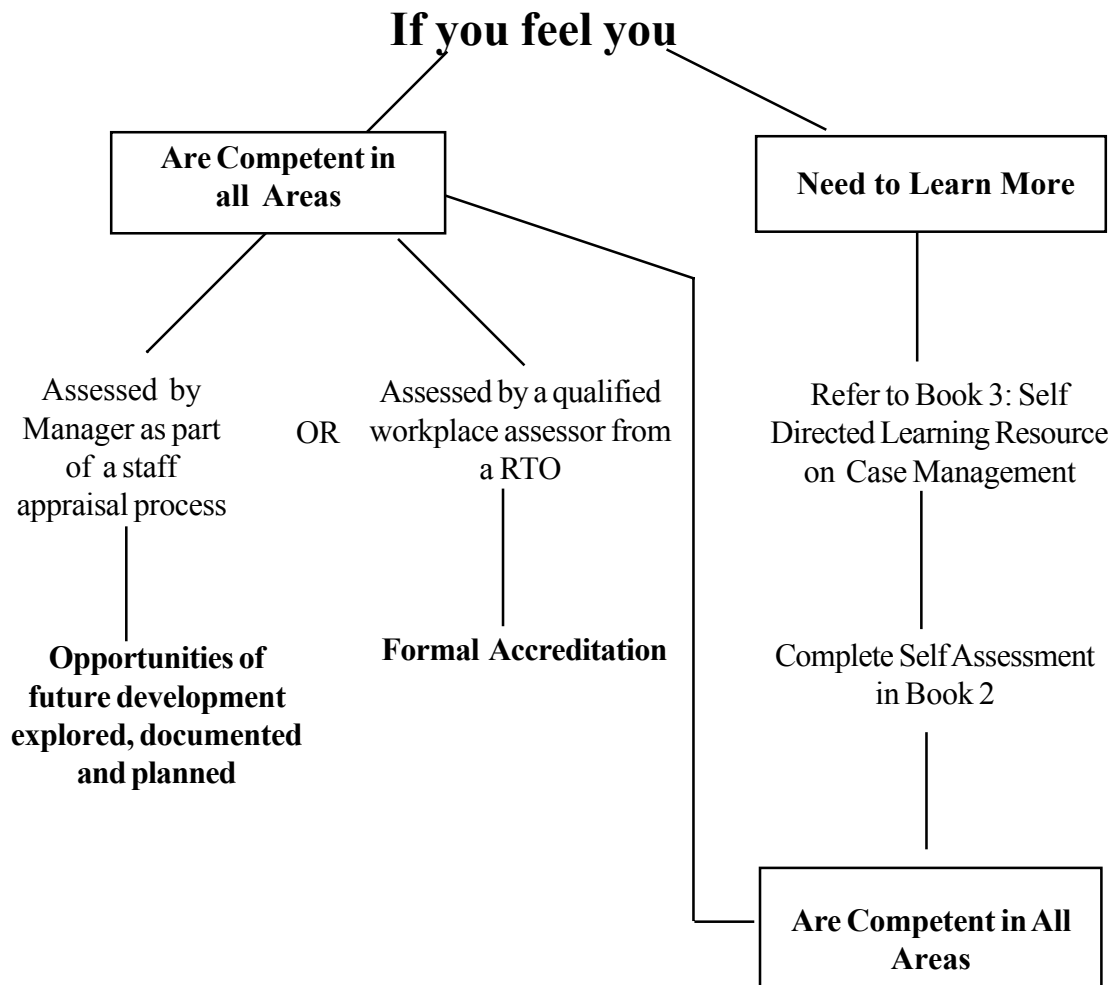 If you feel you
Are Competent in
all Areas
Need to Learn More
Assessed by
Manager as part
of a staff
appraisal process
OR
Assessed by a qualified
workplace assessor from
a RTO
Refer to Book 3: Self
Directed Learning Resource
on Case Management
Opportunities of
future development
explored, documented
and planned
Formal Accreditation
Complete Self Assessment
in Book 2
Are Competent in All
Areas